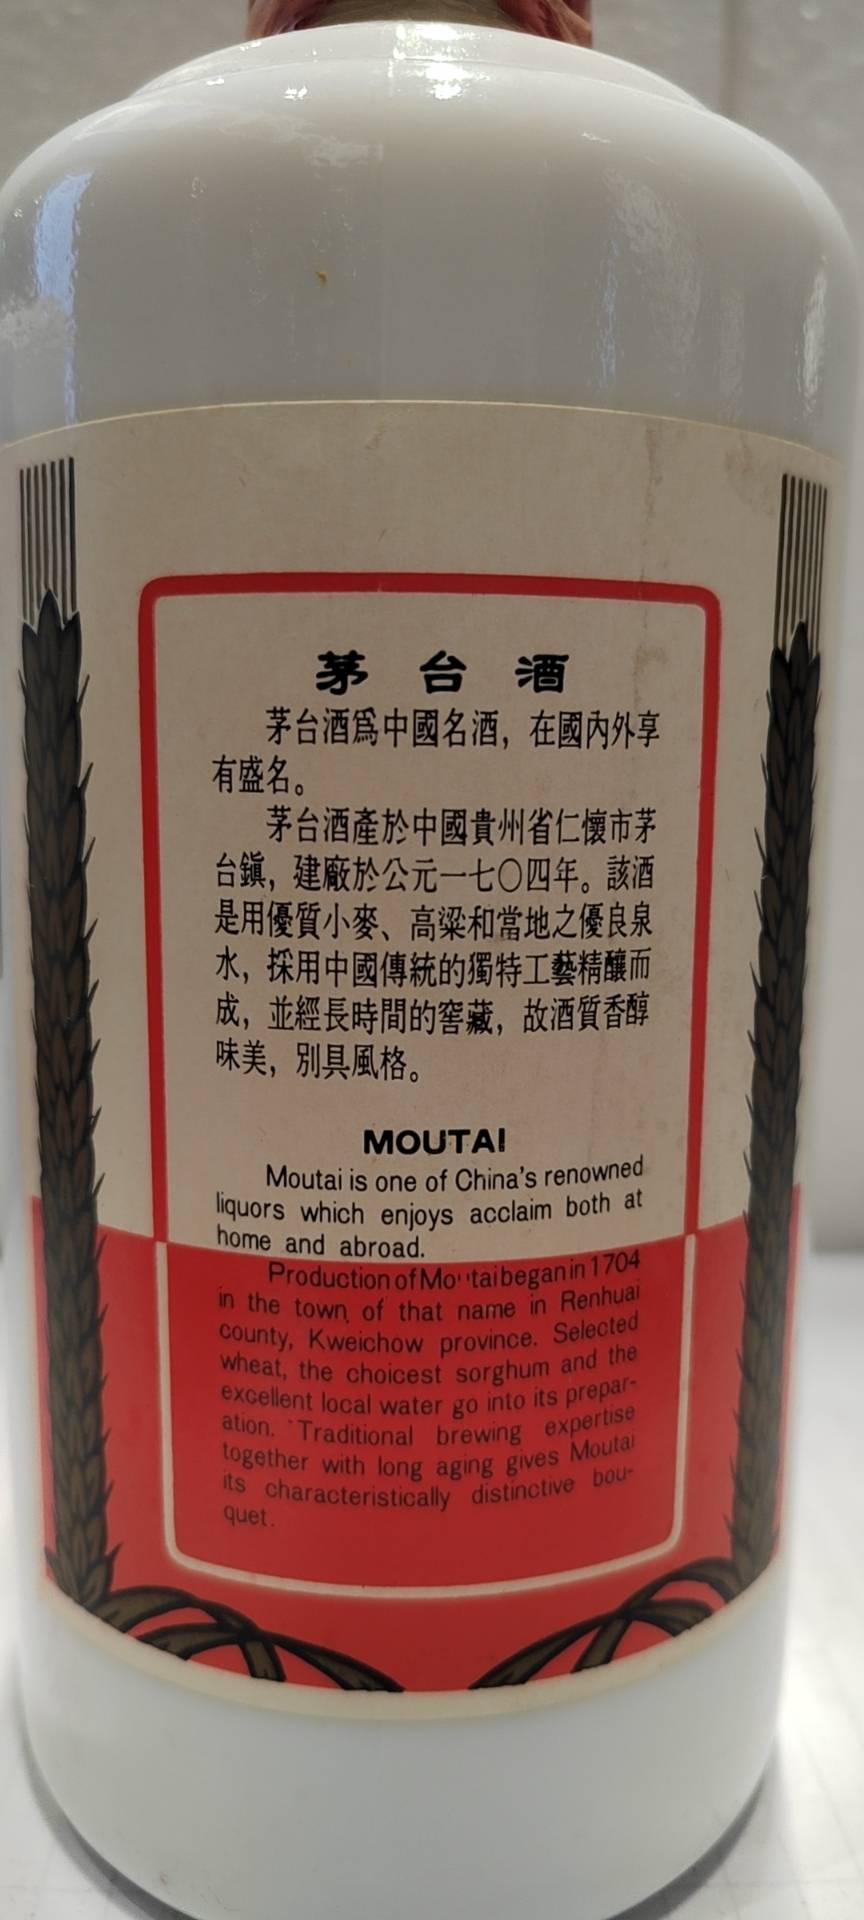 茅台酒
茅台酒爲中國名酒，在國內外享
有盛名。
茅台酒產於中國貴州省仁懷市茅
台鎮，建廠於公元一七〇四年。該酒
是用優質小麥、高粱和當地之優良泉
水，採用中國傳統的獨特工藝精釀而
成，並經長時間的窖藏，故酒質香醇
味美，別具風格。
MOUTAI
Moutai is one of China's renowned
liquors which enjoys acclaim both at
home and abroad.
Production of Moutai began in 1704
in the town of that name in Renhuai
county, Kweichow province. Selected
wheat, the choicest sorghum and the
excellent local water go into its prepar-
ation. Traditional brewing expertise
together with long aging gives Moutai
its characteristically distinctive bou-
quet.